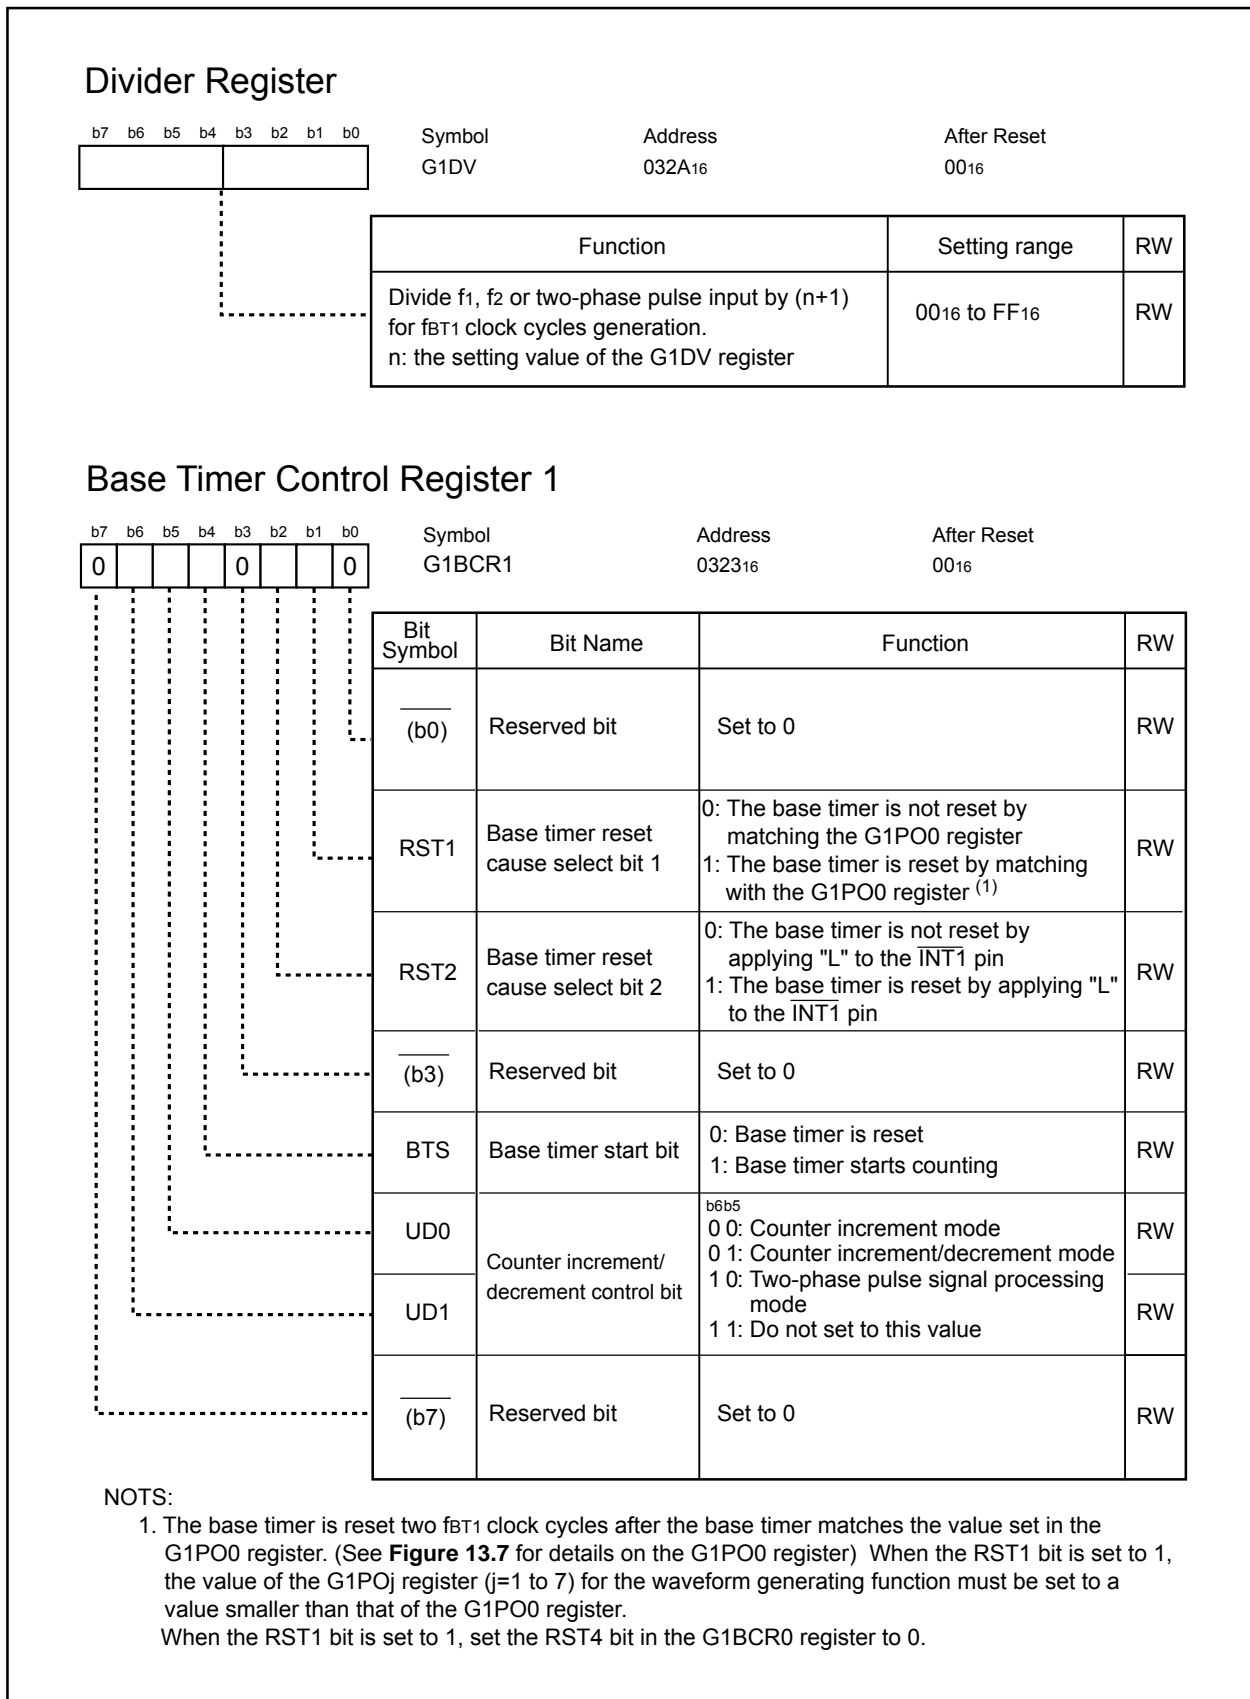 Divider Register
b7 b6 b5 b4 b3 b2 b1 b0
Symbol Address After Reset
G1DV 032A16 0016
Function Setting range RW
Divide f1, f2 or two-phase pulse input by (n+1)
for fBT1 clock cycles generation.
n: the setting value of the G1DV register
0016 to FF16 RW
Base Timer Control Register 1
b7 b6 b5 b4 b3 b2 b1 b0
0 0 0
Symbol Address After Reset
G1BCR1 032316 0016
Bit
Symbol
Bit Name Function RW
(b0) Reserved bit Set to 0 RW
RST1
Base timer reset
cause select bit 1
0: The base timer is not reset by
matching the G1PO0 register
1: The base timer is reset by matching
with the G1PO0 register (1)
RW
RST2
Base timer reset
cause select bit 2
0: The base timer is not reset by
applying "L" to the INT1 pin
1: The base timer is reset by applying "L"
to the INT1 pin
RW
(b3) Reserved bit Set to 0 RW
BTS Base timer start bit
0: Base timer is reset
1: Base timer starts counting
RW
UD0
UD1
Counter increment/
decrement control bit
b6b5
0 0: Counter increment mode
0 1: Counter increment/decrement mode
1 0: Two-phase pulse signal processing
mode
1 1: Do not set to this value
RW
RW
(b7) Reserved bit Set to 0 RW
NOTS:
1. The base timer is reset two fBT1 clock cycles after the base timer matches the value set in the
G1PO0 register. (See Figure 13.7 for details on the G1PO0 register) When the RST1 bit is set to 1,
the value of the G1POj register (j=1 to 7) for the waveform generating function must be set to a
value smaller than that of the G1PO0 register.
When the RST1 bit is set to 1, set the RST4 bit in the G1BCR0 register to 0.